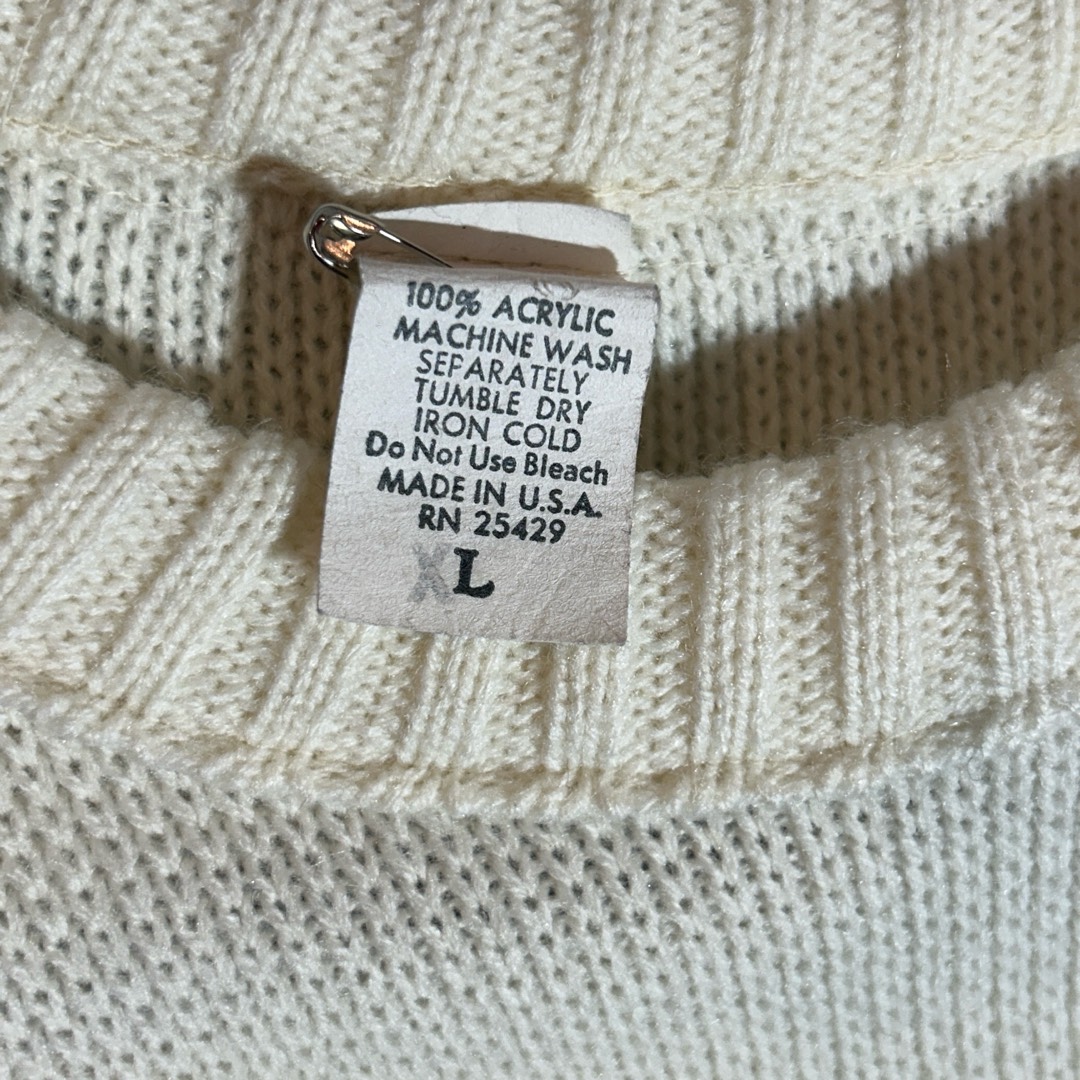 100% ACRYLIC
MACHINE WASH
SEPARATELY
TUMBLE DRY
IRON COLD
Do Not Use Bleach
MADE IN U.S.A.
RN 25429
XL